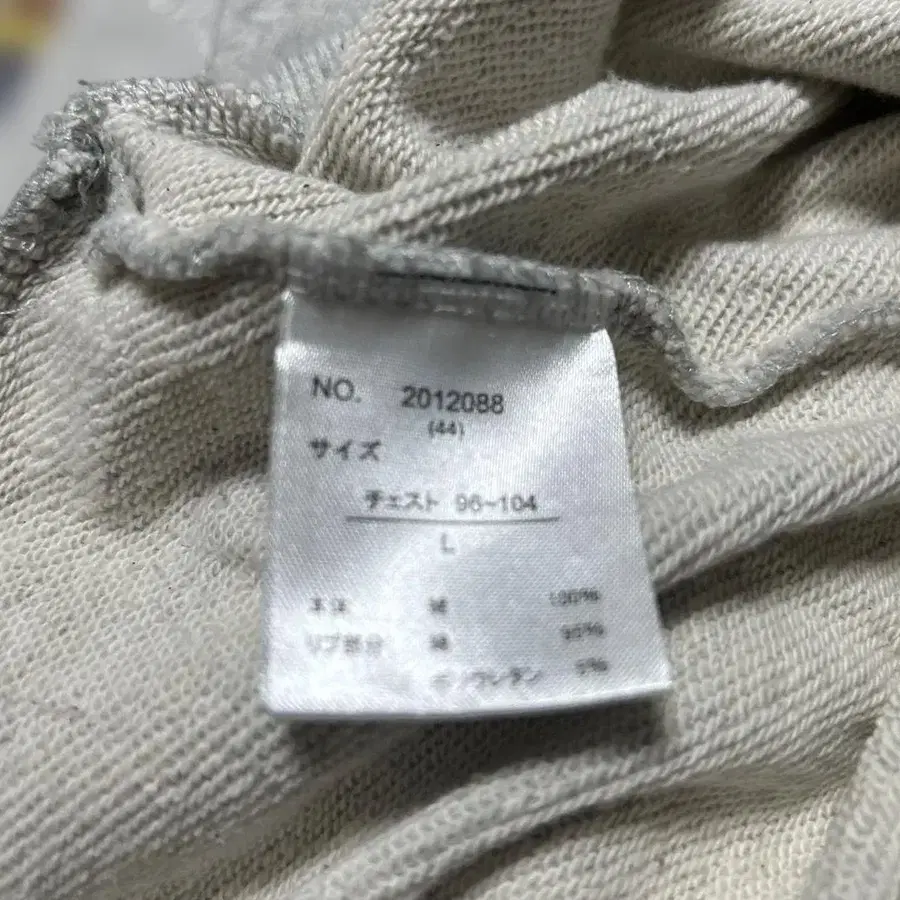 NO. 2012088
(44)
サイズ
チェスト 96~104
L
本体 綿 100%
リブ部分 綿 95%
ポリウレタン 5%